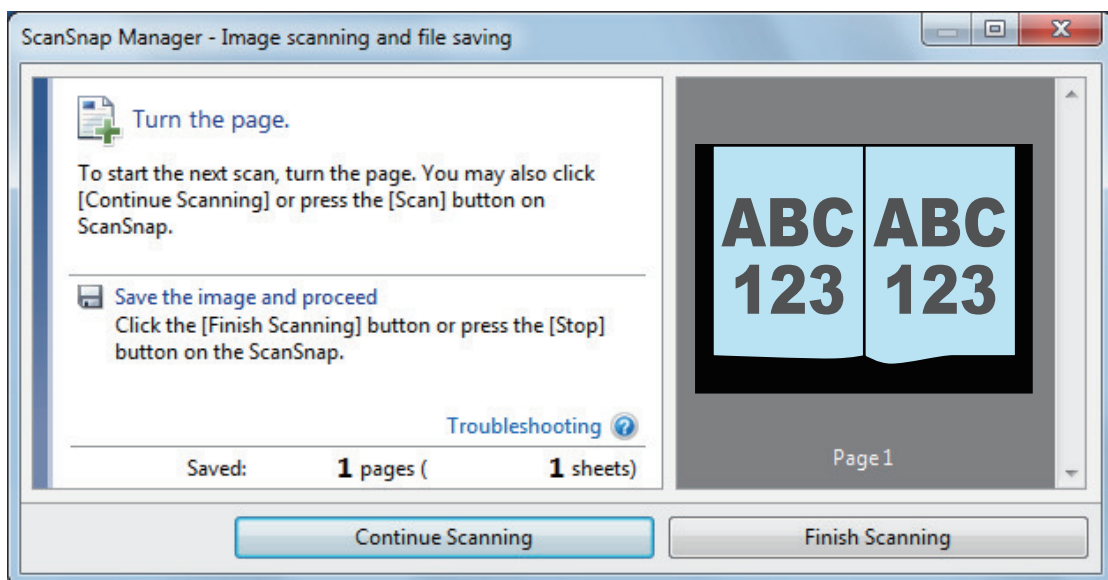 ScanSnap Manager - Image scanning and file saving
Turn the page.
To start the next scan, turn the page. You may also click
[Continue Scanning] or press the [Scan] button on
ScanSnap.
Save the image and proceed
Click the [Finish Scanning] button or press the [Stop]
button on the ScanSnap.
Troubleshooting ?
Saved: 1 pages ( 1 sheets)
ABC ABC
123 123
Page 1
Continue Scanning Finish Scanning